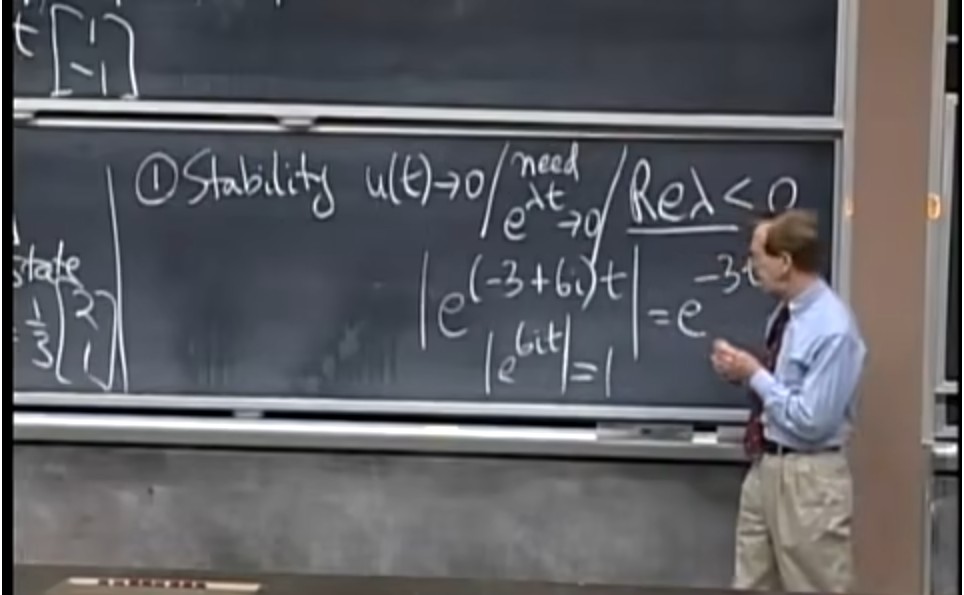 t [1 -1]
① Stability u(t)→0 / need e^{λt}→0 / Reλ < 0
state
1/3 [2 1]
|e^{(-3+6i)t}| = e^{-3t}
|e^{6it}| = 1